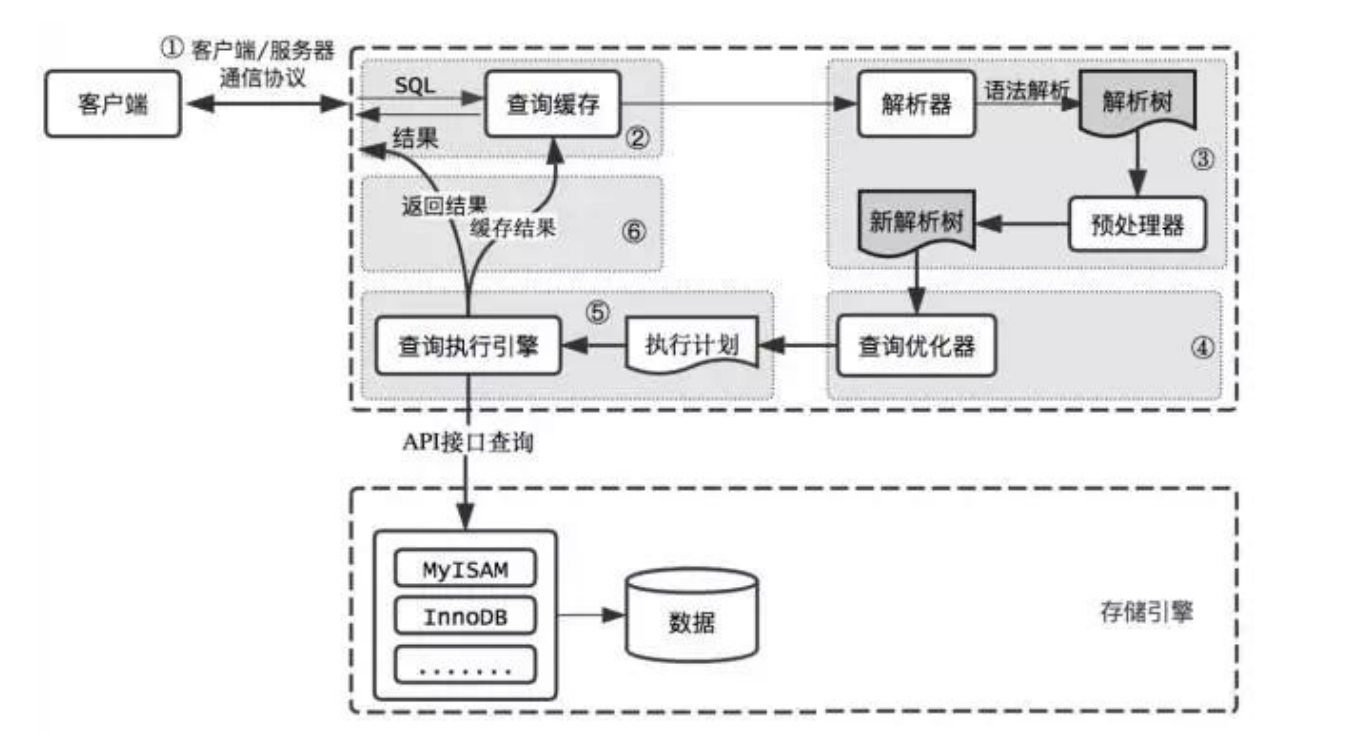 ① 客户端/服务器
通信协议
客户端
SQL
查询缓存
结果
②
解析器
语法解析
解析树
③
返回结果
缓存结果
⑥
新解析树
预处理器
查询执行引擎
⑤
执行计划
查询优化器
④
API接口查询
MyISAM
InnoDB
.......
数据
存储引擎